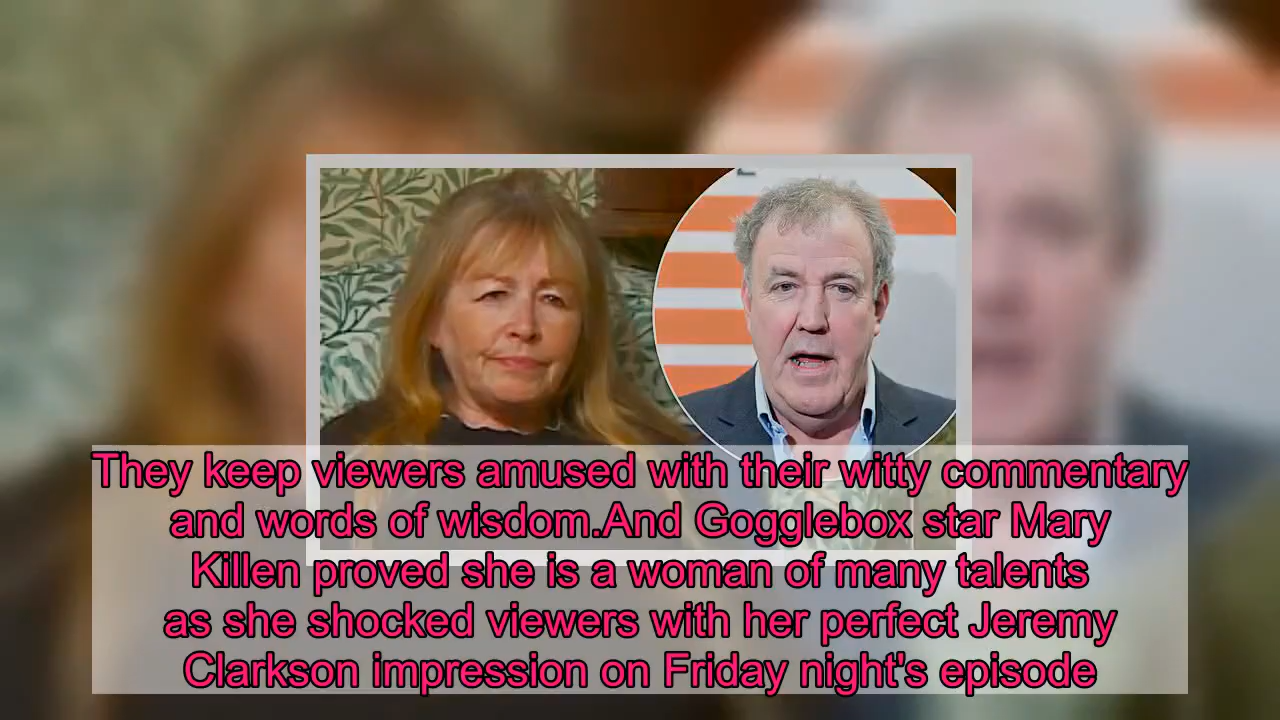 They keep viewers amused with their witty commentary
and words of wisdom.And Gogglebox star Mary
Killen proved she is a woman of many talents
as she shocked viewers with her perfect Jeremy
Clarkson impression on Friday night's episode